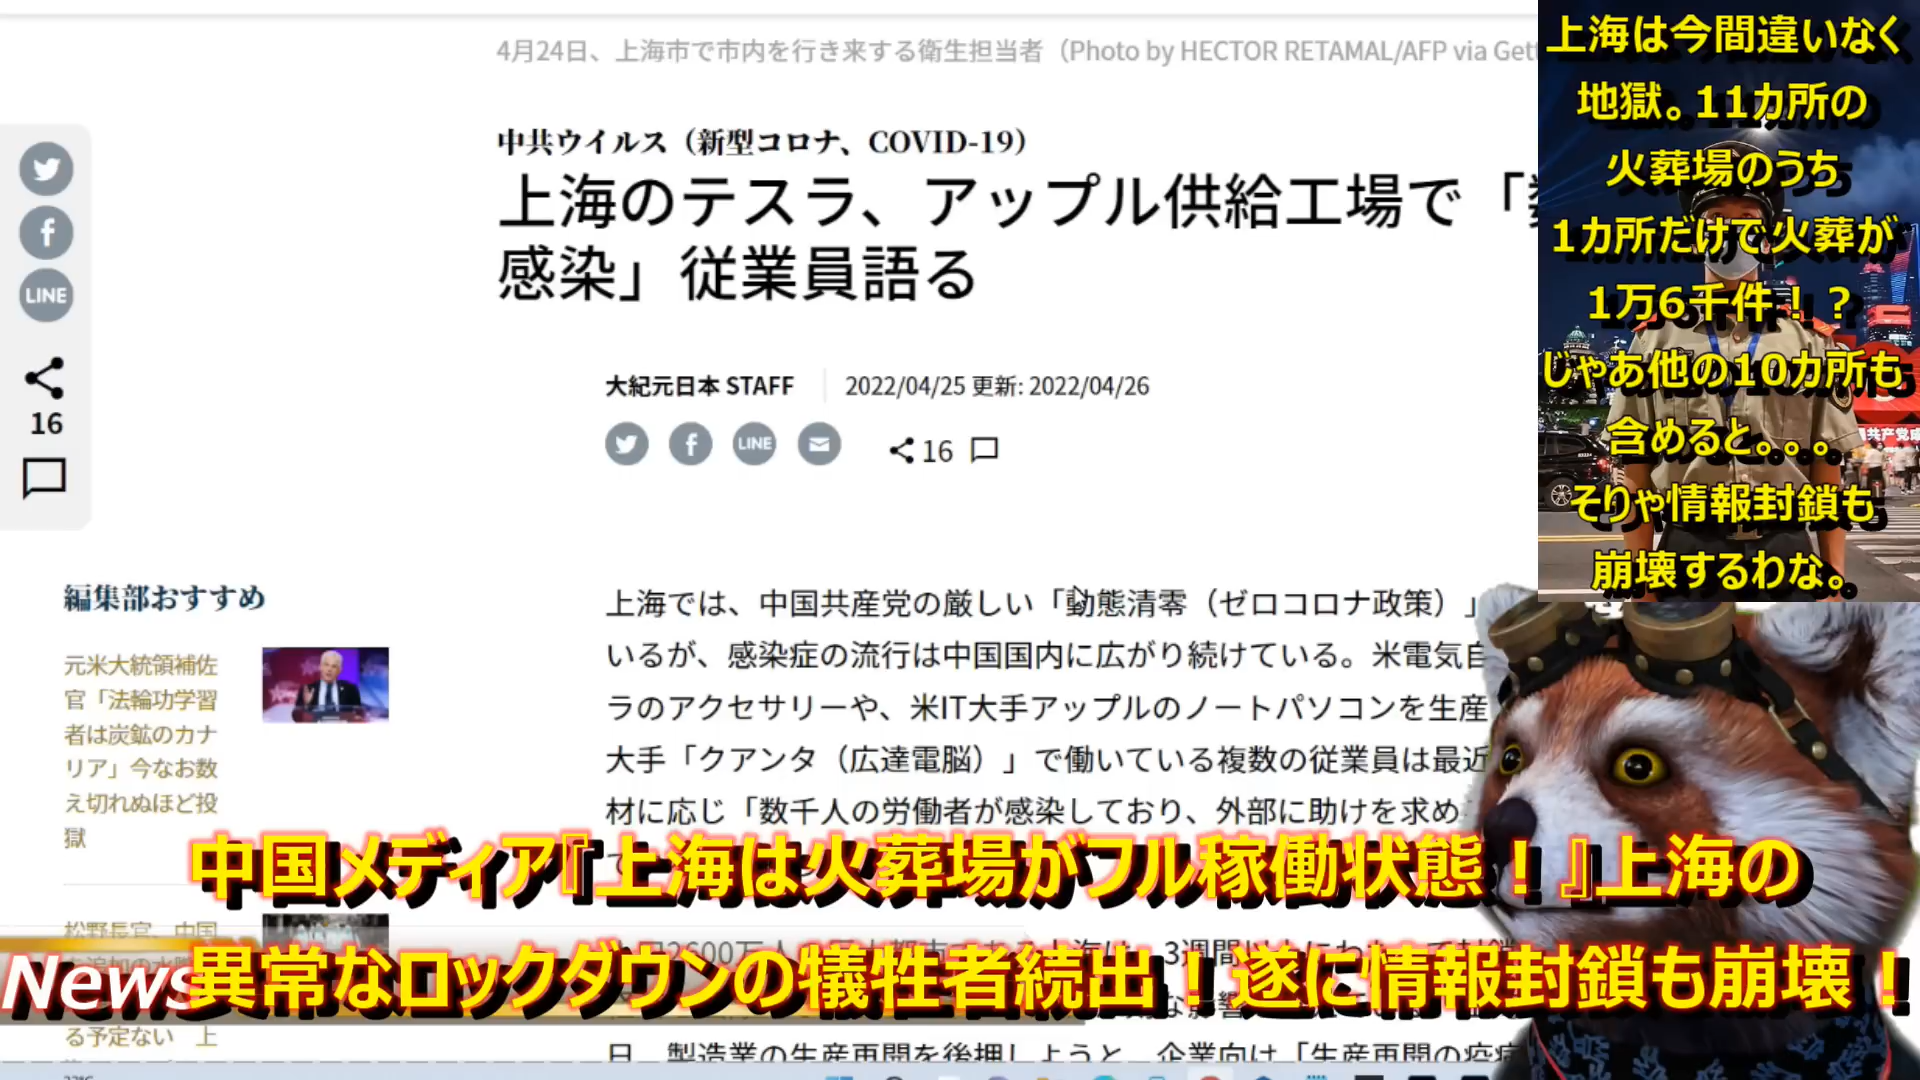 4月24日、上海市で市内を行き来する衛生担当者（Photo by HECTOR RETAMAL/AFP via
中共ウイルス（新型コロナ、COVID-19）
上海のテスラ、アップル供給工場で「
感染」従業員語る
大紀元日本 STAFF
2022/04/25 更新: 2022/04/26
LINE
16
LINE
16
編集部おすすめ
元米大統領補佐
官「法輪功学習
者は炭鉱のカナ
リア」今なお数
え切れぬほど投
獄
松野長官、中国
る予定ない　上
上海では、中国共産党の厳しい「動態清零（ゼロコロナ政策）」
いるが、感染症の流行は中国国内に広がり続けている。米電気自
ラのアクセサリーや、米IT大手アップルのノートパソコンを生産
大手「クアンタ（広達電脳）」で働いている複数の従業員は最近
材に応じ「数千人の労働者が感染しており、外部に助けを求め
日、製造業の生産再開を後押しようと、企業向け「生産再開の
上海は今間違いなく
地獄。11カ所の
火葬場のうち
1カ所だけで火葬が
1万6千件！？
じゃあ他の10カ所も
含めると。。。
そりゃ情報封鎖も
崩壊するわな。
中国メディア『上海は火葬場がフル稼働状態！』上海の
異常なロックダウンの犠牲者続出！遂に情報封鎖も崩壊！
News